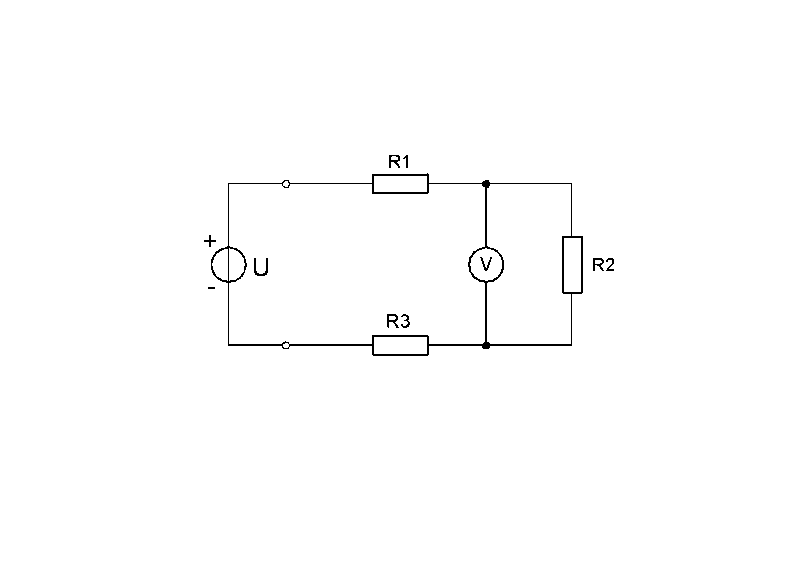 R1
+
U
V
R2
-
R3